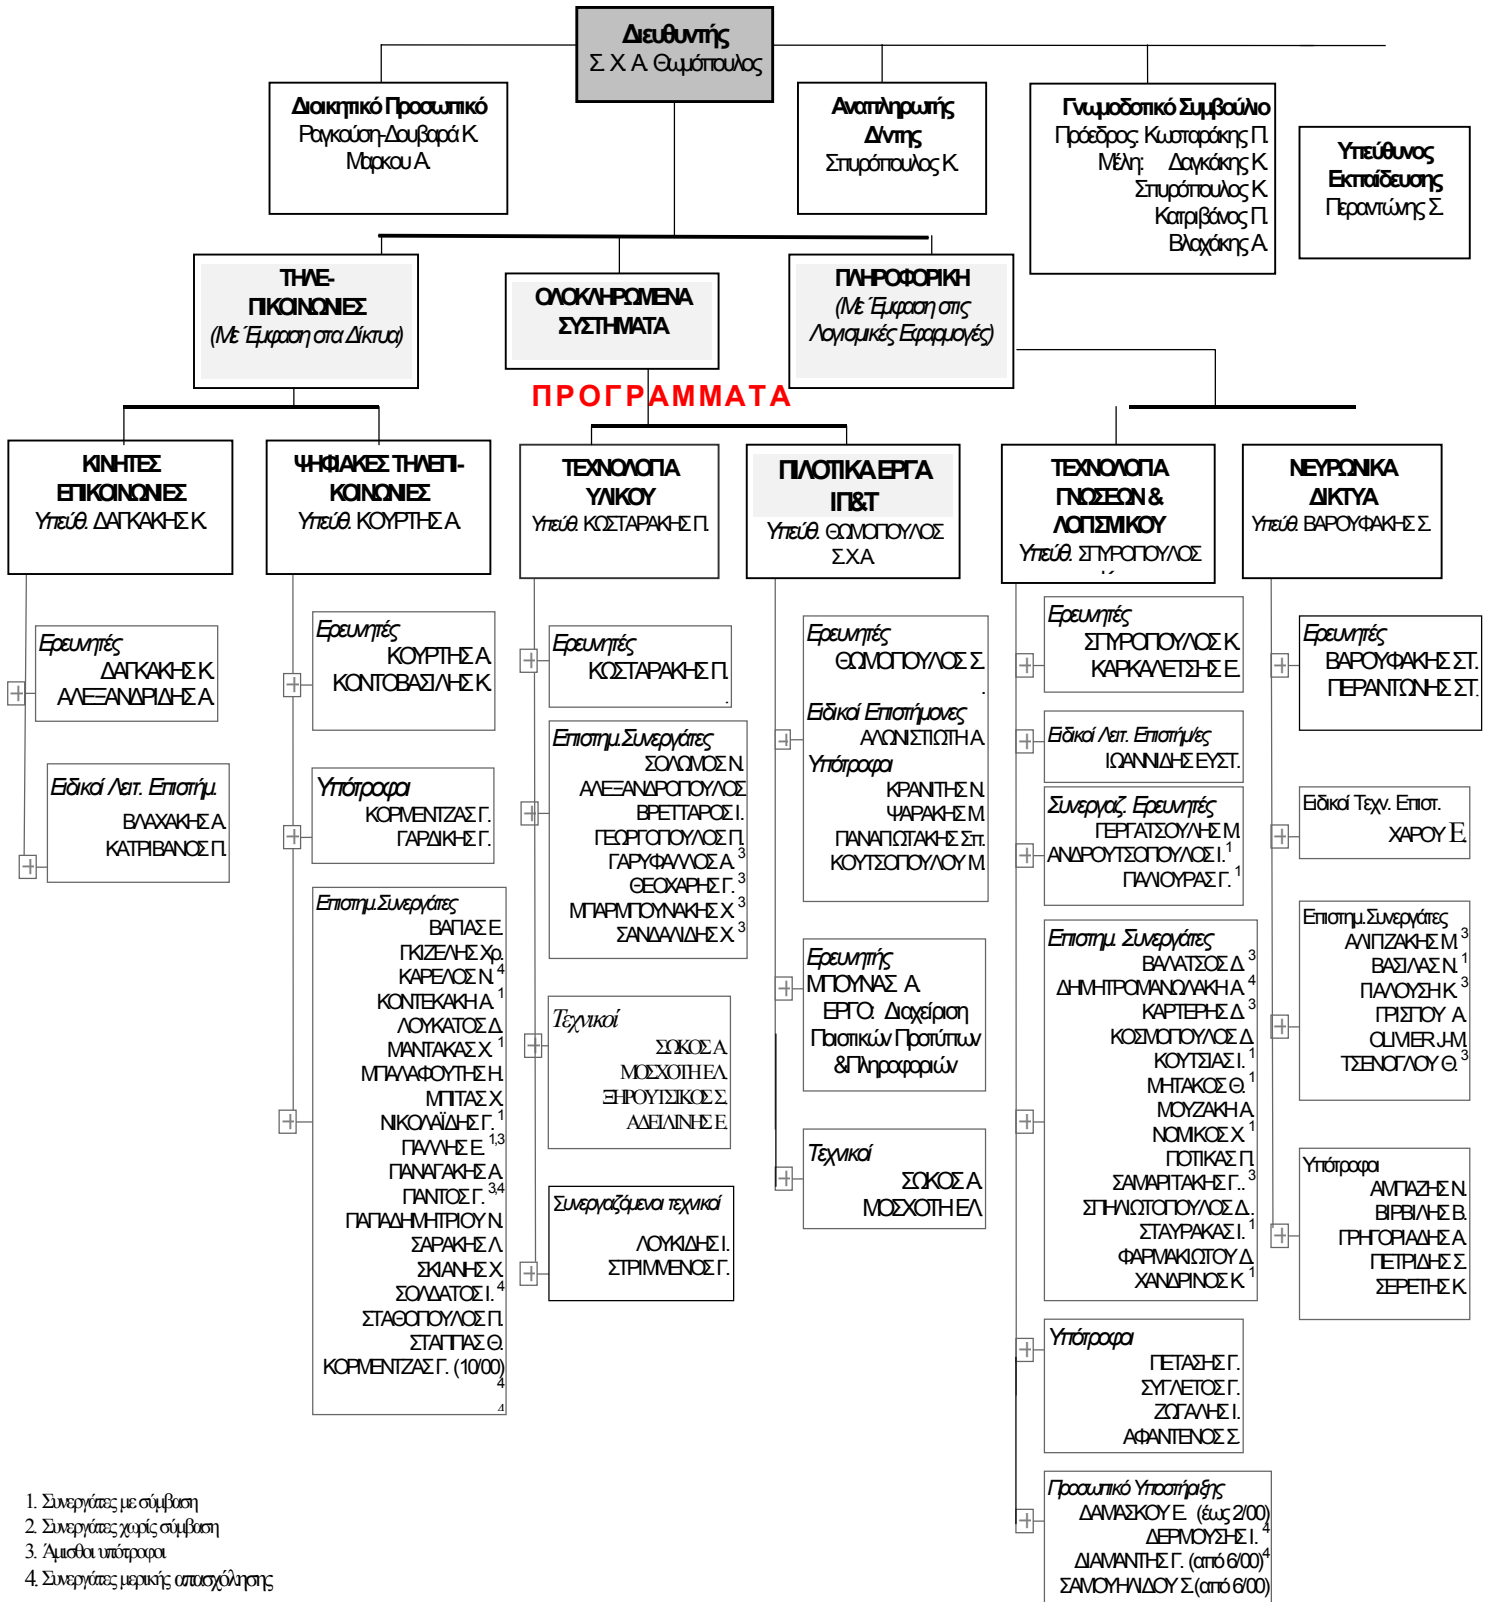 Διευθυντής
Σ. Χ. Α. Θωμόπουλος
Διοικητικό Προσωπικό
Ραγκούση-Δουβαρά Κ.
Μαρκου Α.
Αναπληρωτής
Δ/ντης
Σπυρόπουλος Κ.
Γνωμοδοτικό Συμβούλιο
Πρόεδρος: Κωσταράκης Π.
Μέλη: Δαγκάκης Κ.
Σπυρόπουλος Κ.
Κατριβάνος Π.
Βλαχάκης Α.
Υπεύθυνος
Εκπαίδευσης
Περαντώνης Σ.
ΤΗΛΕ-
ΠΙΚΟΙΝΩΝΙΕΣ
(Με Έμφαση στα Δίκτυα)
ΟΛΟΚΛΗΡΩΜΕΝΑ
ΣΥΣΤΗΜΑΤΑ
ΠΛΗΡΟΦΟΡΙΚΗ
(Με Έμφαση στις
Λογισμικές Εφαρμογές)
ΠΡΟΓΡΑΜΜΑΤΑ
ΚΙΝΗΤΕΣ
ΕΠΙΚΟΙΝΩΝΙΕΣ
Υπεύθ. ΔΑΓΚΑΚΗΣ Κ.
ΨΗΦΙΑΚΕΣ ΤΗΛΕΠΙ-
ΚΟΙΝΩΝΙΕΣ
Υπεύθ. ΚΟΥΡΤΗΣ Α.
ΤΕΧΝΟΛΟΓΙΑ
ΥΛΙΚΟΥ
Υπεύθ. ΚΩΣΤΑΡΑΚΗΣ Π.
ΠΙΛΟΤΙΚΑ ΕΡΓΑ
ΙΠ&Τ
Υπεύθ. ΘΩΜΟΠΟΥΛΟΣ
Σ.Χ.Α.
ΤΕΧΝΟΛΟΓΙΑ
ΓΝΩΣΕΩΝ &
ΛΟΓΙΣΜΙΚΟΥ
Υπεύθ. ΣΠΥΡΟΠΟΥΛΟΣ
ΝΕΥΡΩΝΙΚΑ
ΔΙΚΤΥΑ
Υπεύθ. ΒΑΡΟΥΦΑΚΗΣ Σ.
Ερευνητές
ΔΑΓΚΑΚΗΣ Κ.
ΑΛΕΞΑΝΔΡΙΔΗΣ Α.
Ειδικοί Λειτ. Επιστήμ.
ΒΛΑΧΑΚΗΣ Α.
ΚΑΤΡΙΒΑΝΟΣ Π.
Ερευνητές
ΚΟΥΡΤΗΣ Α.
ΚΟΝΤΟΒΑΣΙΛΗΣ Κ.
Υπότροφοι
ΚΟΡΜΕΝΤΖΑΣ Γ.
ΓΑΡΔΙΚΗΣ Γ.
Επιστημ.Συνεργάτες
ΒΑΓΙΑΣ Ε.
ΓΚΙΖΕΛΗΣ Χρ.
ΚΑΡΕΛΟΣ Ν. 4
ΚΟΝΤΕΚΑΚΗ Α. 1
ΛΟΥΚΑΤΟΣ Δ.
ΜΑΝΤΑΚΑΣ Χ. 1
ΜΠΑΛΑΦΟΥΤΗΣ Η.
ΜΠΙΤΑΣ Χ.
ΝΙΚΟΛΑΪΔΗΣ Γ. 1
ΠΑΛΛΗΣ Ε. 1,3
ΠΑΝΑΓΑΚΗΣ Α.
ΠΑΝΤΟΣ Γ. 3,4
ΠΑΠΑΔΗΜΗΤΡΙΟΥ Ν.
ΣΑΡΑΚΗΣ Λ.
ΣΚΙΑΝΗΣ Χ.
ΣΟΛΔΑΤΟΣ Ι. 4
ΣΤΑΘΟΠΟΥΛΟΣ Π.
ΣΤΑΠΠΑΣ Θ.
ΚΟΡΜΕΝΤΖΑΣ Γ. (10/00)
4
4
Ερευνητές
ΚΩΣΤΑΡΑΚΗΣ Π.
.
Επιστημ.Συνεργάτες
ΣΟΛΩΜΟΣ Ν.
ΑΛΕΞΑΝΔΡΟΠΟΥΛΟΣ
ΒΡΕΤΤΑΡΟΣ Ι.
ΓΕΩΡΓΟΠΟΥΛΟΣ Π.
ΓΑΡΥΦΑΛΛΟΣ Α. 3
ΘΕΟΧΑΡΗΣ Γ. 3
ΜΠΑΡΜΠΟΥΝΑΚΗΣ Χ. 3
ΣΑΝΔΑΛΙΔΗΣ Χ. 3
Τεχνικοί
ΣΩΚΟΣ Α.
ΜΟΣΧΟΤΗ ΕΛ.
ΞΗΡΟΥΤΣΙΚΟΣ Σ.
ΑΔΕΙΛΙΝΗΣ Ε.
Συνεργαζόμενοι τεχνικοί
ΛΟΥΚΙΔΗΣ Ι.
ΣΤΡΙΜΜΕΝΟΣ Γ.
Ερευνητές
ΘΩΜΟΠΟΥΛΟΣ Σ.
.
Ειδικοί Επιστήμονες
ΑΛΩΝΙΣΤΙΩΤΗ Α.
Υπότροφοι
ΚΡΑΝΙΤΗΣ Ν.
ΨΑΡΑΚΗΣ Μ.
ΠΑΝΑΓΙΩΤΑΚΗΣ Σπ.
ΚΟΥΤΣΟΠΟΥΛΟΥ Μ.
Ερευνητής
ΜΠΟΥΝΑΣ Α.
ΕΡΓΟ: Διαχείριση
Ποιοτικών Προτύπων
&Πληροφοριών
Τεχνικοί
ΣΩΚΟΣ Α.
ΜΟΣΧΟΤΗ ΕΛ.
Ερευνητές
ΣΠΥΡΟΠΟΥΛΟΣ Κ.
ΚΑΡΚΑΛΕΤΣΗΣ Ε.
Ειδικοί Λειτ. Επιστήμ/ες
ΙΩΑΝΝΙΔΗΣ ΕΥΣΤ.
Συνεργαζ. Ερευνητές
ΓΕΡΓΑΤΣΟΥΛΗΣ Μ.
ΑΝΔΡΟΥΤΣΟΠΟΥΛΟΣ Ι. 1
ΠΑΛΙΟΥΡΑΣ Γ. 1
Επιστημ. Συνεργάτες
ΒΑΛΑΤΣΟΣ Δ. 3
ΔΗΜΗΤΡΟΜΑΝΩΛΑΚΗ Α. 4
ΚΑΡΤΕΡΗΣ Δ. 3
ΚΟΣΜΟΠΟΥΛΟΣ Δ.
ΚΟΥΤΣΙΑΣ Ι. 1
ΜΗΤΑΚΟΣ Θ. 1
ΜΟΥΖΑΚΗ Α.
ΝΟΜΙΚΟΣ Χ. 1
ΠΟΤΙΚΑΣ Π.
ΣΑΜΑΡΙΤΑΚΗΣ Γ.. 3
ΣΠΗΛΙΩΤΟΠΟΥΛΟΣ Δ..
ΣΤΑΥΡΑΚΑΣ Ι. 1
ΦΑΡΜΑΚΙΩΤΟΥ Δ.
ΧΑΝΔΡΙΝΟΣ Κ. 1
Υπότροφοι
ΠΕΤΑΣΗΣ Γ.
ΣΥΓΛΕΤΟΣ Γ.
ΖΩΓΑΛΗΣ Ι.
ΑΦΑΝΤΕΝΟΣ Σ.
Προσωπικό Υποστήριξης
ΔΑΜΑΣΚΟΥ Ε. (έως 2/00)
ΔΕΡΜΟΥΣΗΣ Ι. 4
ΔΙΑΜΑΝΤΗΣ Γ. (από 6/00) 4
ΣΑΜΟΥΗΛΙΔΟΥ Σ.(από 6/00)
Ερευνητές
ΒΑΡΟΥΦΑΚΗΣ ΣΤ.
ΠΕΡΑΝΤΩΝΗΣ ΣΤ.
Ειδικοί Τεχν. Επιστ.
ΧΑΡΟΥ Ε.
Επιστημ.Συνεργάτες
ΑΛΙΓΙΖΑΚΗΣ Μ. 3
ΒΑΣΙΛΑΣ Ν. 1
ΠΑΛΟΥΣΗ Κ. 3
ΓΡΙΣΠΟΥ Α.
OLIVIER J-M.
ΤΣΕΝΟΓΛΟΥ Θ. 3
Υπότροφοι
ΑΜΠΑΖΗΣ Ν.
ΒΙΡΒΙΛΗΣ Β.
ΓΡΗΓΟΡΙΑΔΗΣ Α.
ΠΕΤΡΙΔΗΣ Σ.
ΣΕΡΕΤΗΣ Κ.
1. Συνεργάτες με σύμβαση
2. Συνεργάτες χωρίς σύμβαση
3. Άμισθοι υπότροφοι
4. Συνεργάτες μερικής απασχόλησης